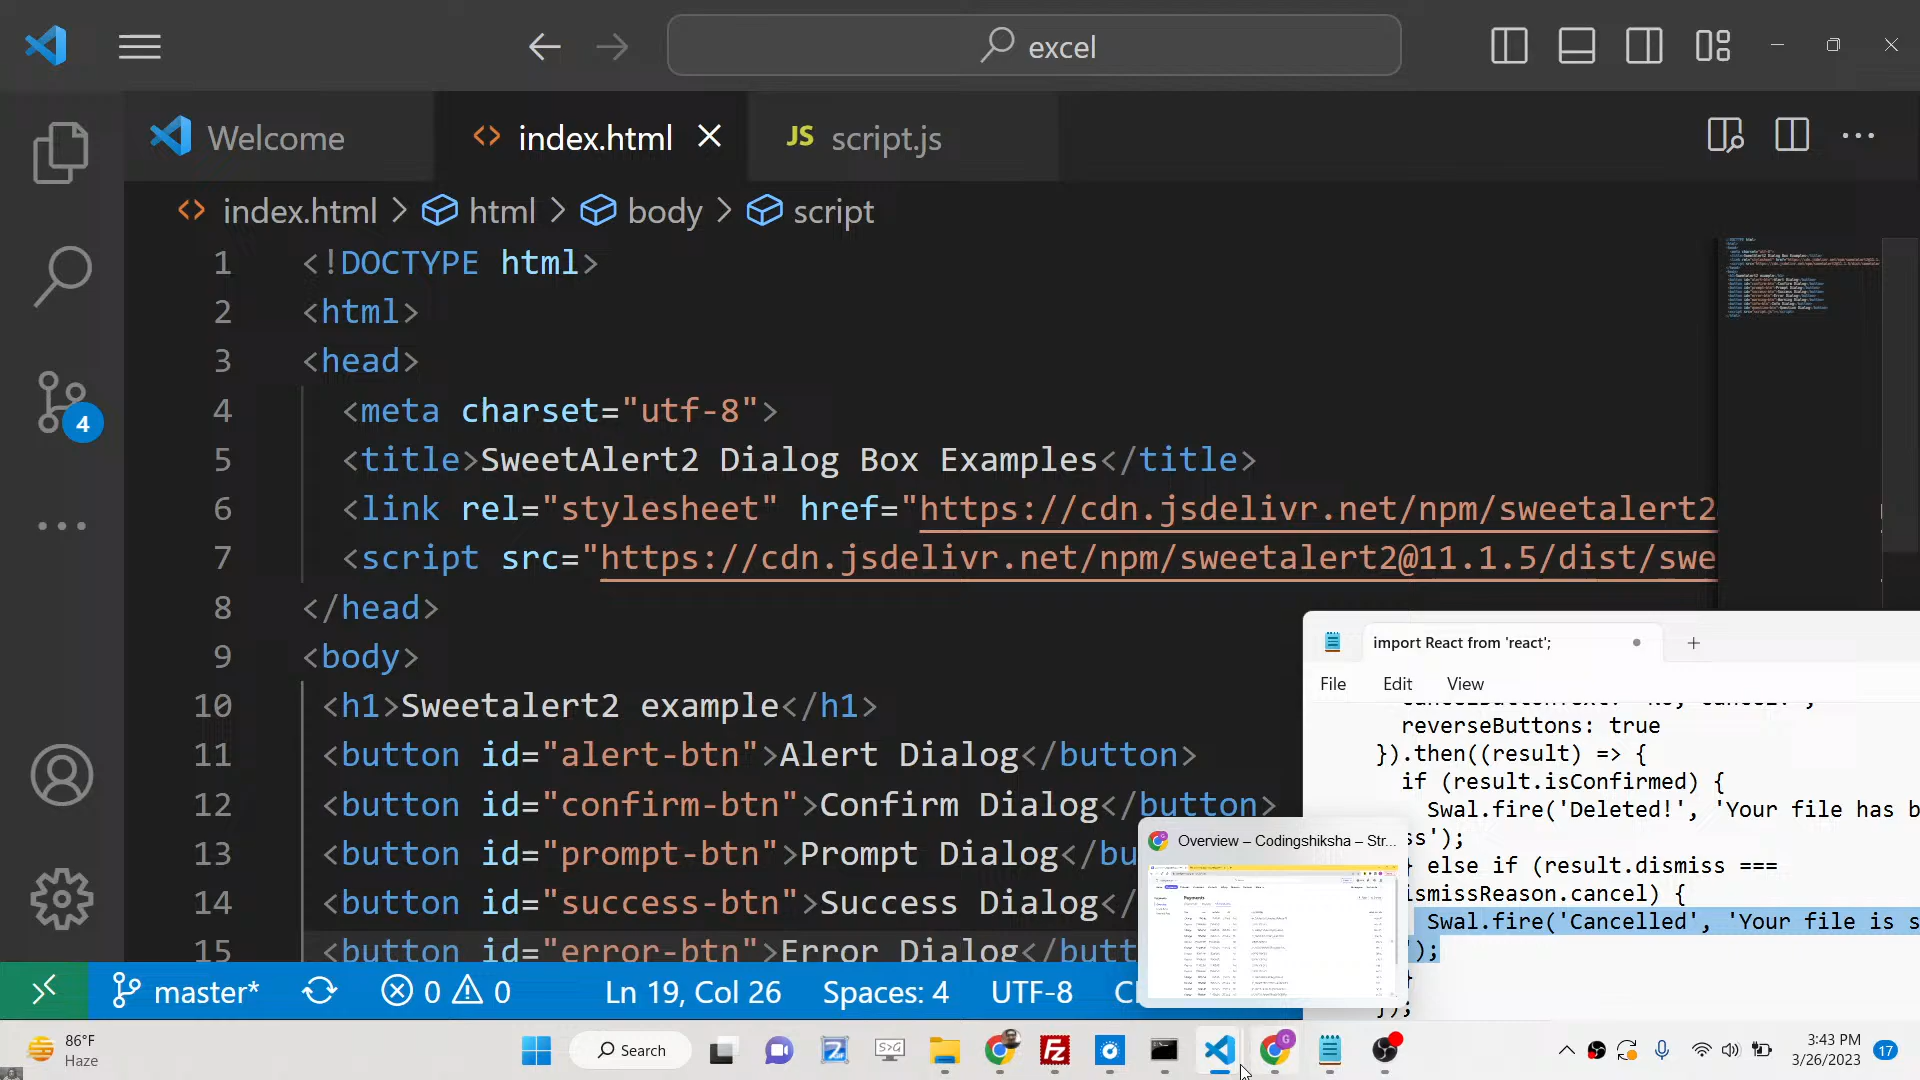 excel
Welcome
index.html
JS script.js
index.html > html > body > script
1 <!DOCTYPE html>
2 <html>
3 <head>
4 <meta charset="utf-8">
5 <title>SweetAlert2 Dialog Box Examples</title>
6 <link rel="stylesheet" href="https://cdn.jsdelivr.net/npm/sweetalert2
7 <script src="https://cdn.jsdelivr.net/npm/sweetalert2@11.1.5/dist/swe
8 </head>
9 <body>
10 <h1>Sweetalert2 example</h1>
11 <button id="alert-btn">Alert Dialog</button>
12 <button id="confirm-btn">Confirm Dialog</button>
13 <button id="prompt-btn">Prompt Dialog</bu
14 <button id="success-btn">Success Dialog</
15 <button id="error-btn">Error Dialog</butt
4
import React from 'react';
File Edit View
reverseButtons: true
}).then((result) => {
if (result.isConfirmed) {
Swal.fire('Deleted!', 'Your file has b
ss');
else if (result.dismiss ===
ismissReason.cancel) {
Swal.fire('Cancelled', 'Your file is s
');
});
Overview – Codingshiksha – Str...
Payments
master* 0 0 Ln 19, Col 26 Spaces: 4 UTF-8
86°F
Haze
Search
3:43 PM
3/26/2023
17